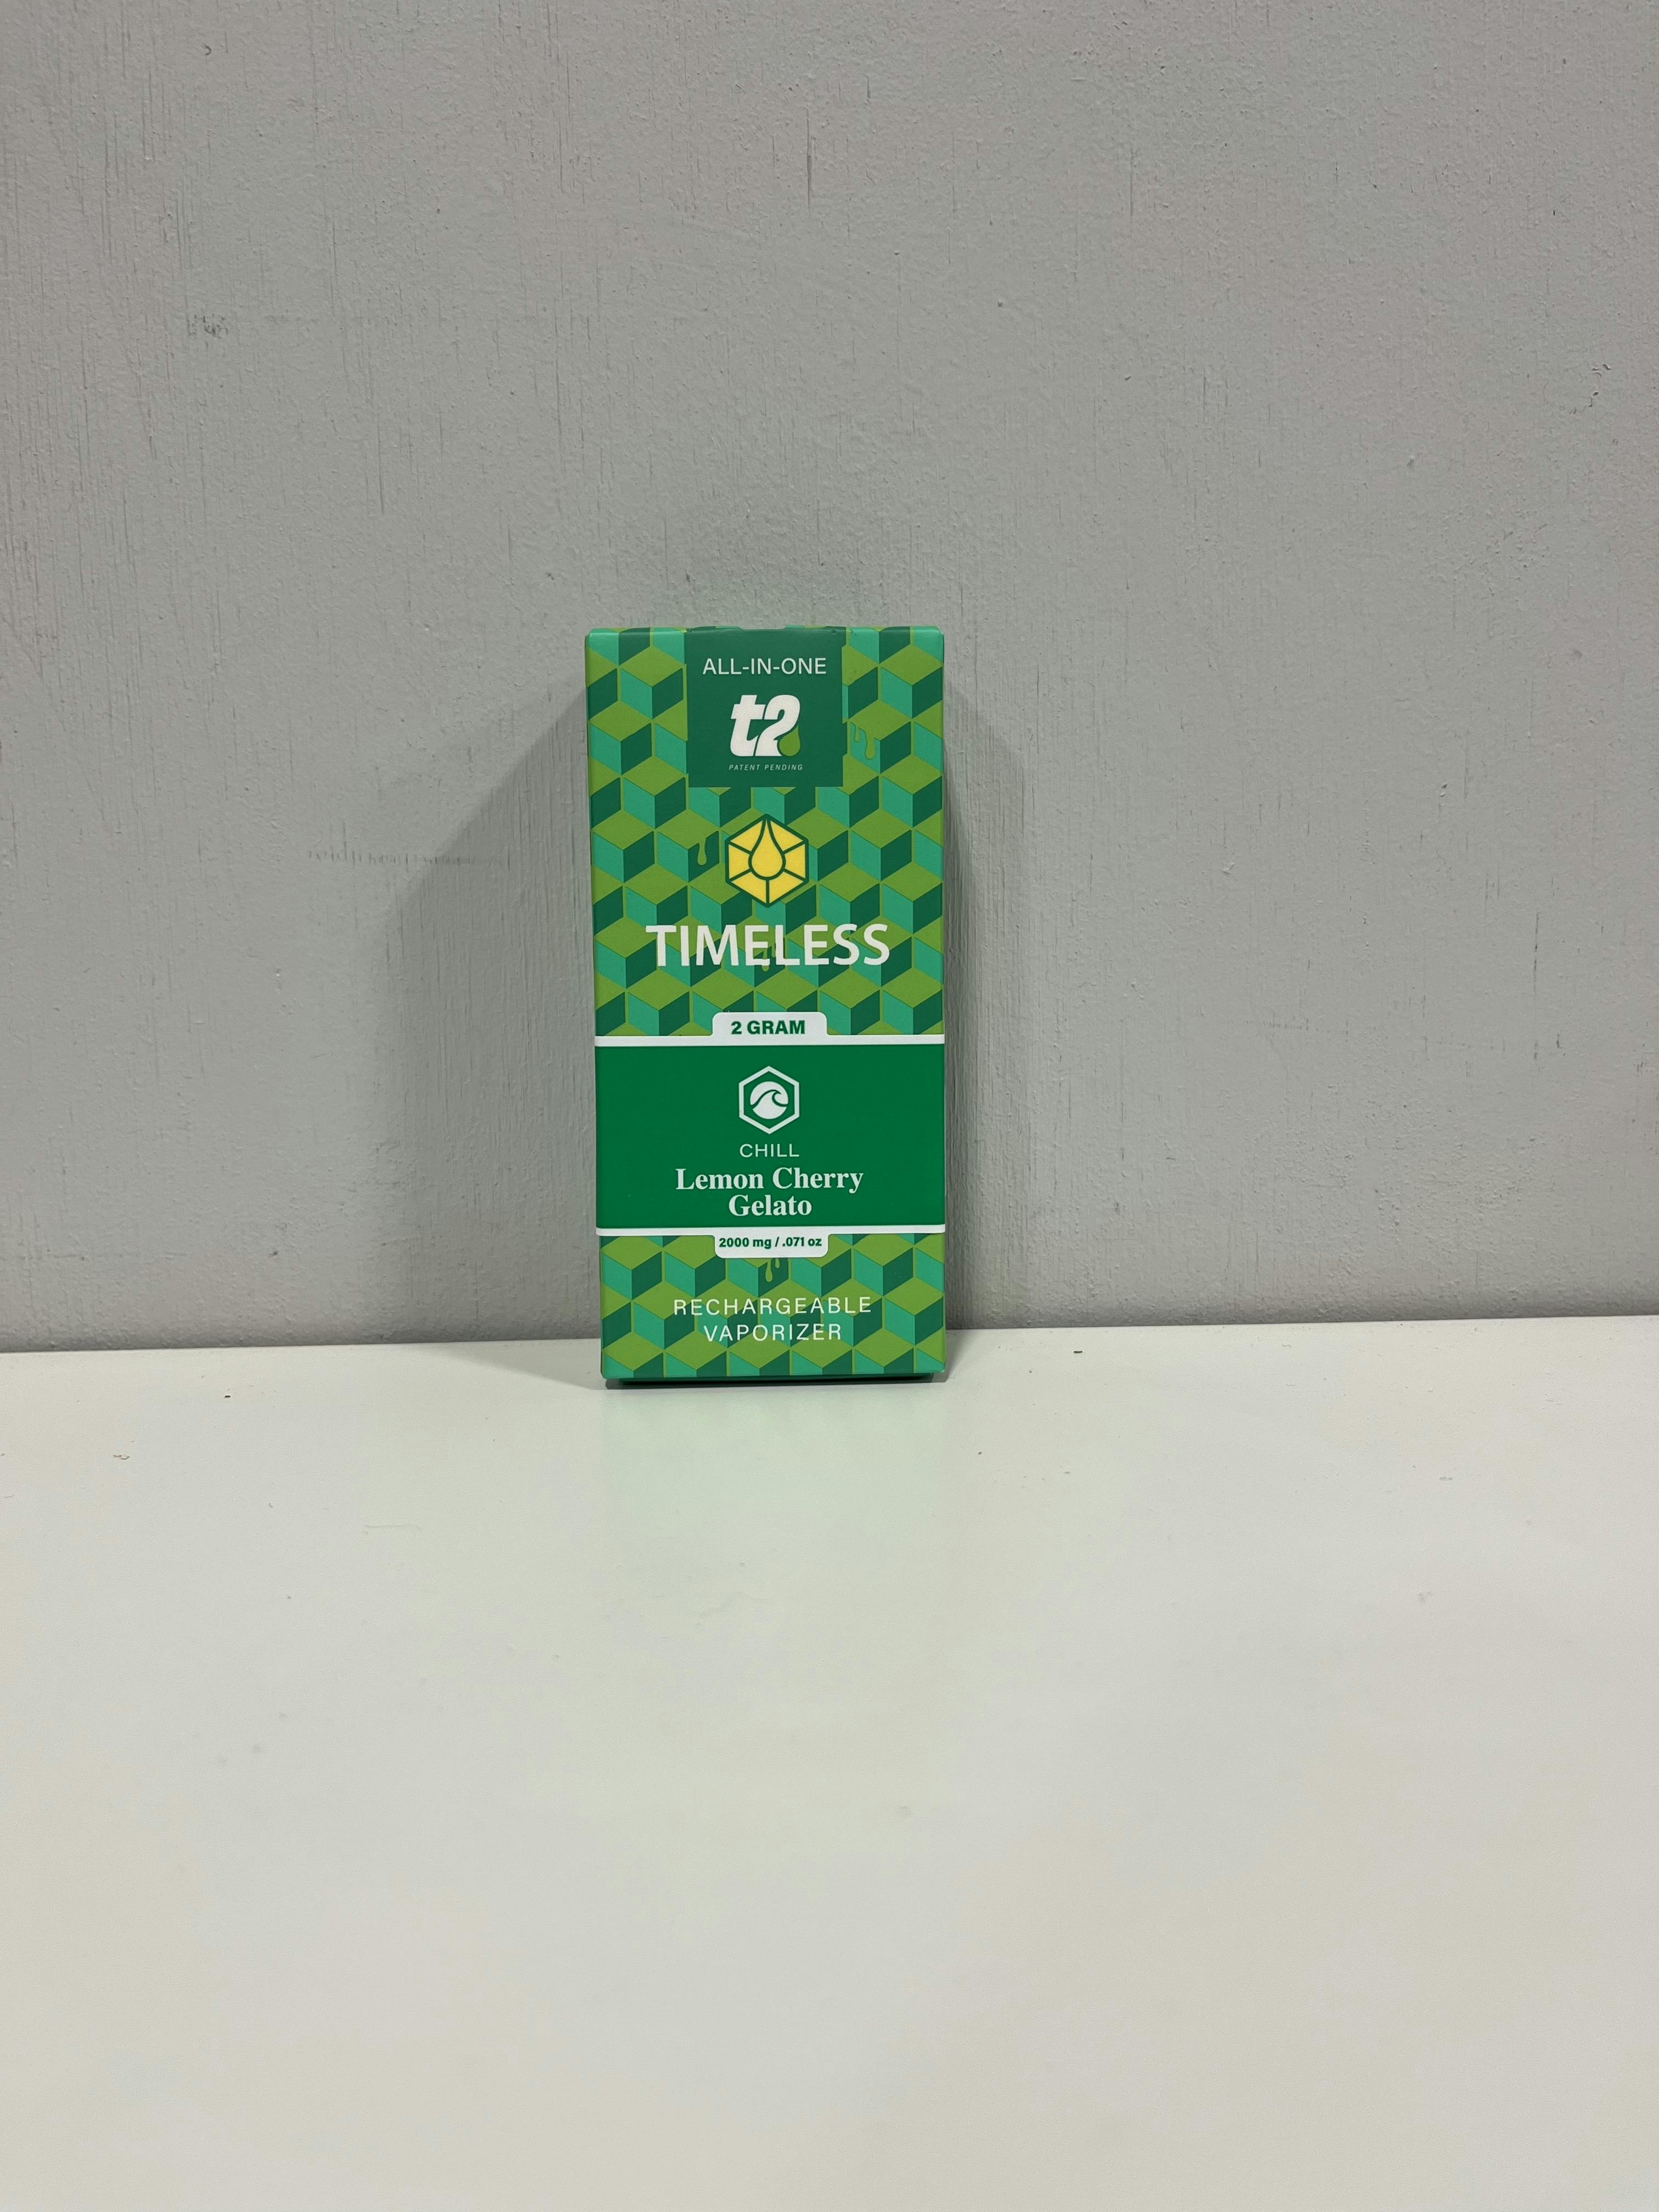 ALL-IN-ONE
t2
PATENT PENDING
TIMELESS
2 GRAM
CHILL
Lemon Cherry
Gelato
2000 mg / .071 oz
RECHARGEABLE
VAPORIZER